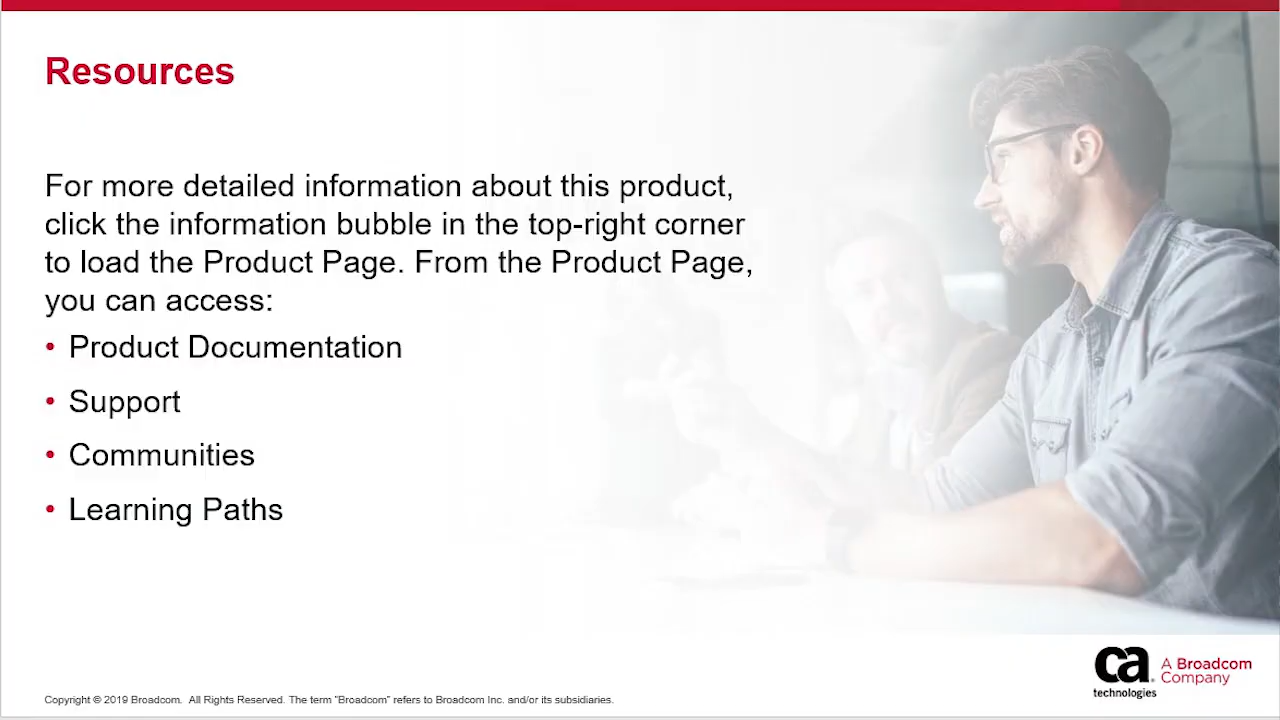 Resources
For more detailed information about this product,
click the information bubble in the top-right corner
to load the Product Page. From the Product Page,
you can access:
• Product Documentation
• Support
• Communities
• Learning Paths
ca
technologies
A Broadcom
Company
Copyright © 2019 Broadcom. All Rights Reserved. The term "Broadcom" refers to Broadcom Inc. and/or its subsidiaries.